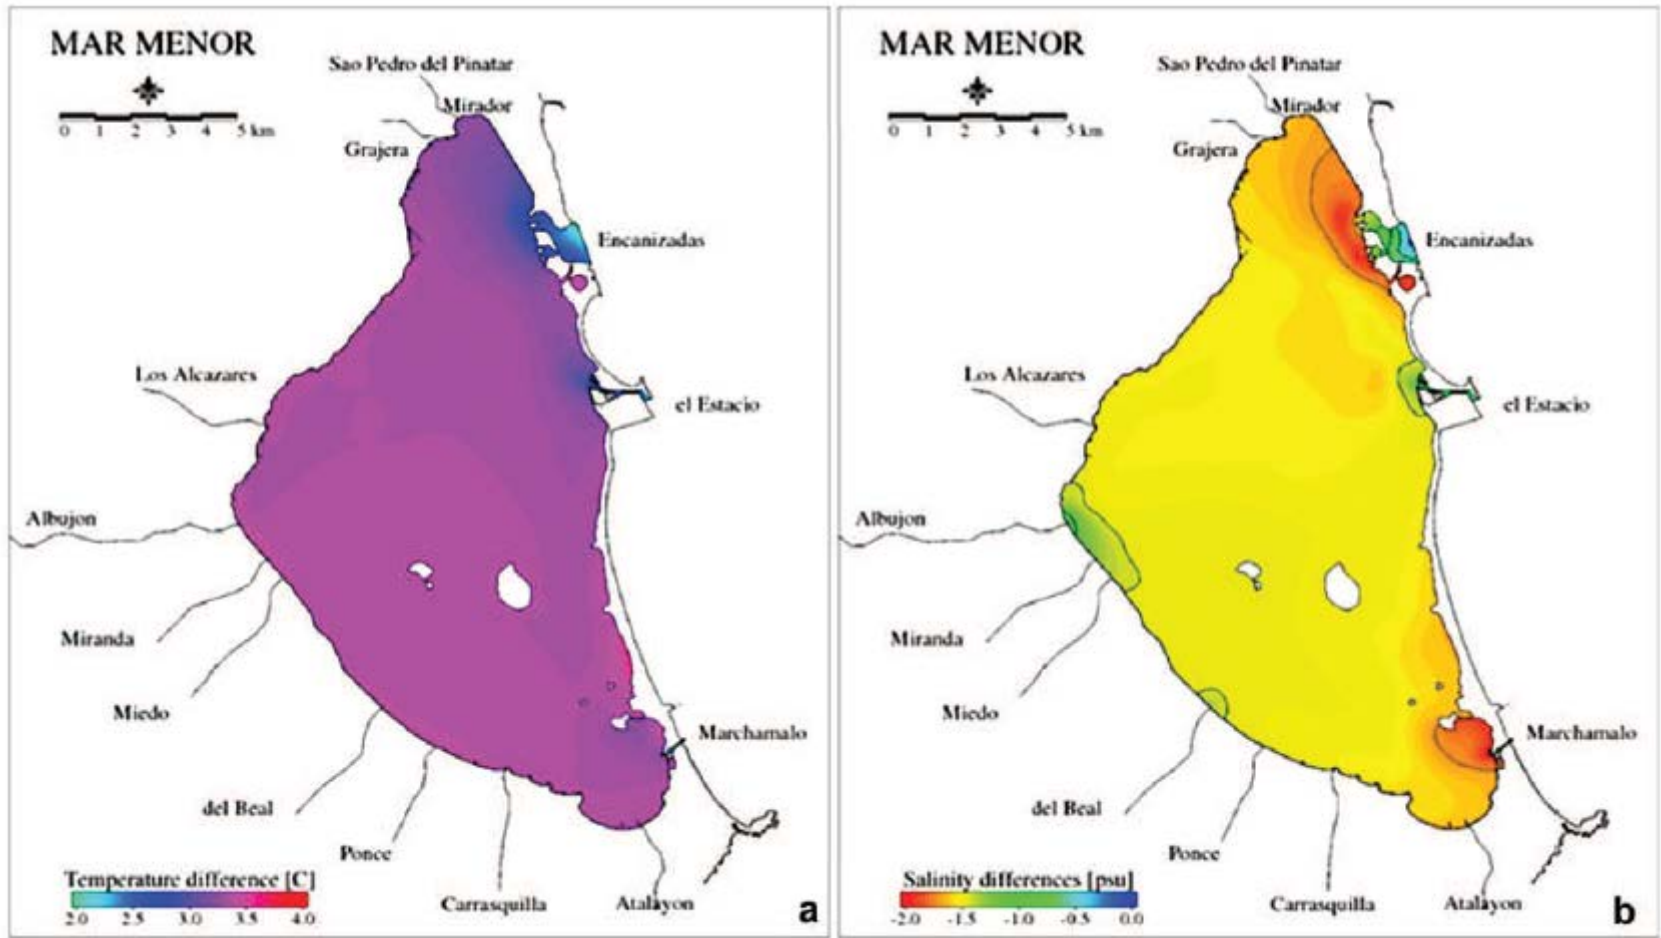 MAR MENOR
0 1 2 3 4 5 km
Sao Pedro del Pinatar
Mirador
Grajera
Encanizadas
Los Alcazares
el Estacio
Albujon
Miranda
Miedo
Marchamalo
del Beal
Ponce
Carrasquilla
Atalayon
Temperature difference [C]
2.0 2.5 3.0 3.5 4.0
a
MAR MENOR
0 1 2 3 4 5 km
Sao Pedro del Pinatar
Mirador
Grajera
Encanizadas
Los Alcazares
el Estacio
Albujon
Miranda
Miedo
Marchamalo
del Beal
Ponce
Carrasquilla
Atalayon
Salinity differences [psu]
-2.0 -1.5 -1.0 -0.5 0.0
b